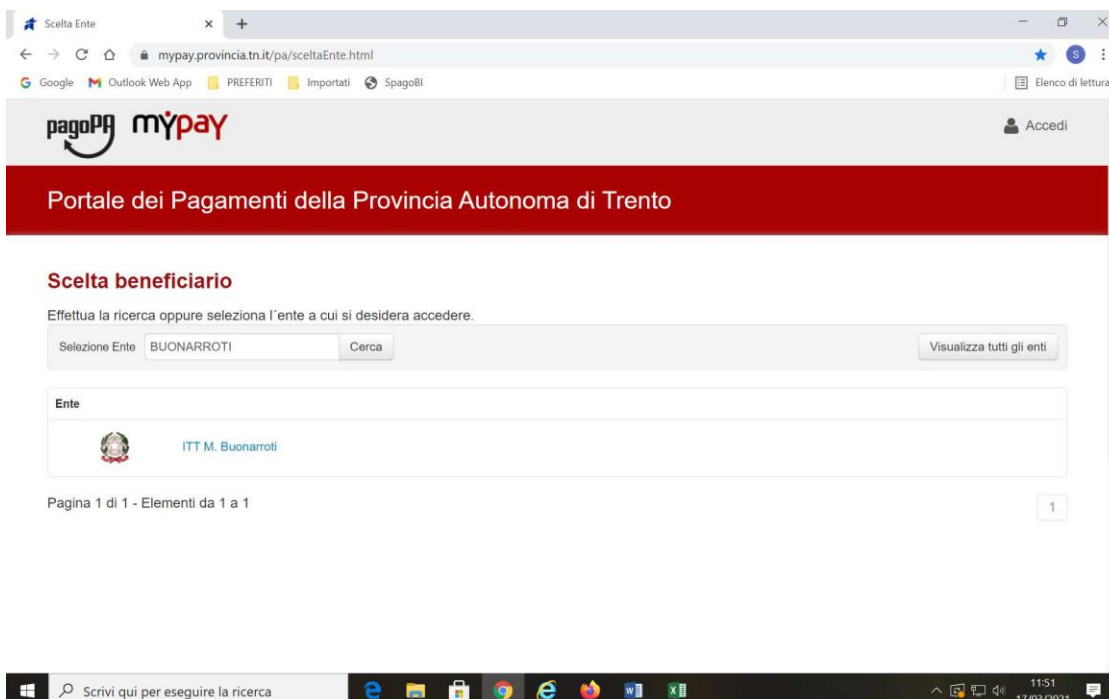 Scelta Ente
mypay.provincia.tn.it/pa/sceltaEnte.html
S
Google Outlook Web App PREFERITI Importati SpagoBI Elenco di lettura
pagoPA mypay Accedi
Portale dei Pagamenti della Provincia Autonoma di Trento
Scelta beneficiario
Effettua la ricerca oppure seleziona l´ente a cui si desidera accedere.
Selezione Ente BUONARROTI Cerca Visualizza tutti gli enti
Ente
ITT M. Buonarroti
Pagina 1 di 1 - Elementi da 1 a 1 1
Scrivi qui per eseguire la ricerca
11:51
17/03/2021